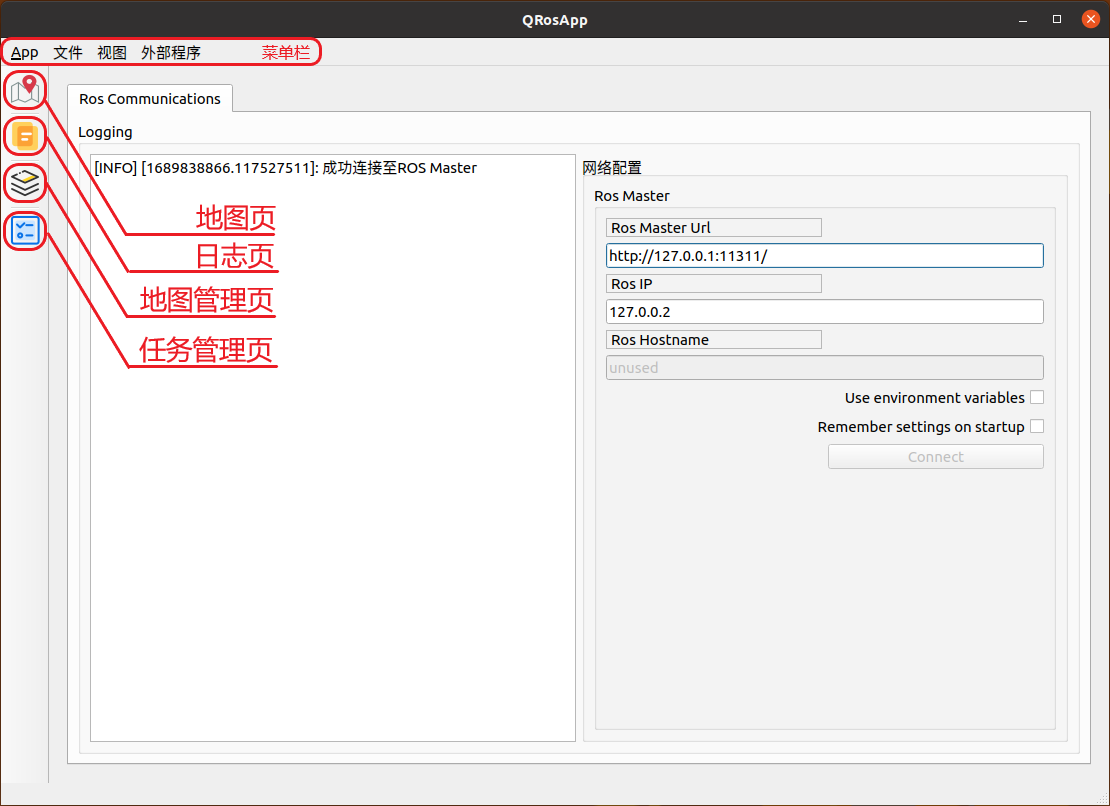 QRosApp
App 文件 视图 外部程序 菜单栏
Ros Communications
Logging
[INFO] [1689838866.117527511]: 成功连接至ROS Master
地图页
日志页
地图管理页
任务管理页
网络配置
Ros Master
Ros Master Url
http://127.0.0.1:11311/
Ros IP
127.0.0.2
Ros Hostname
unused
Use environment variables
Remember settings on startup
Connect